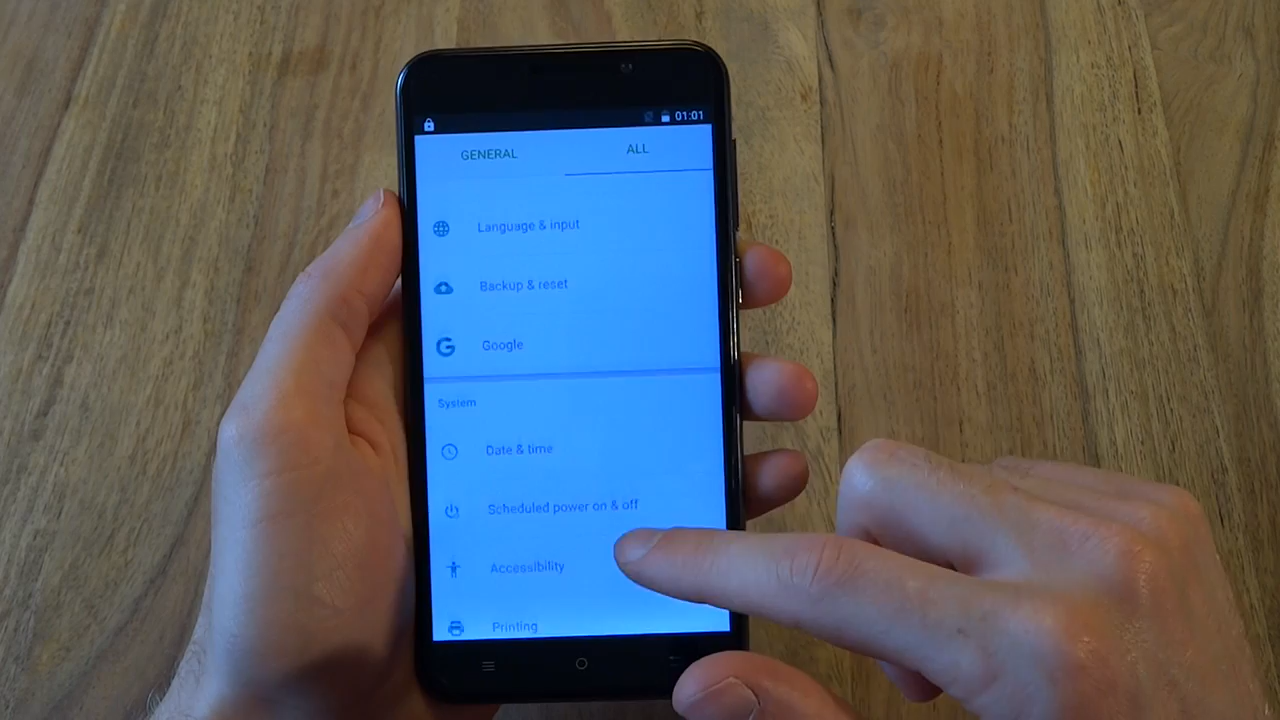 01:01
GENERAL ALL
Language & input
Backup & reset
Google
System
Date & time
Scheduled power on & off
Accessibility
Printing